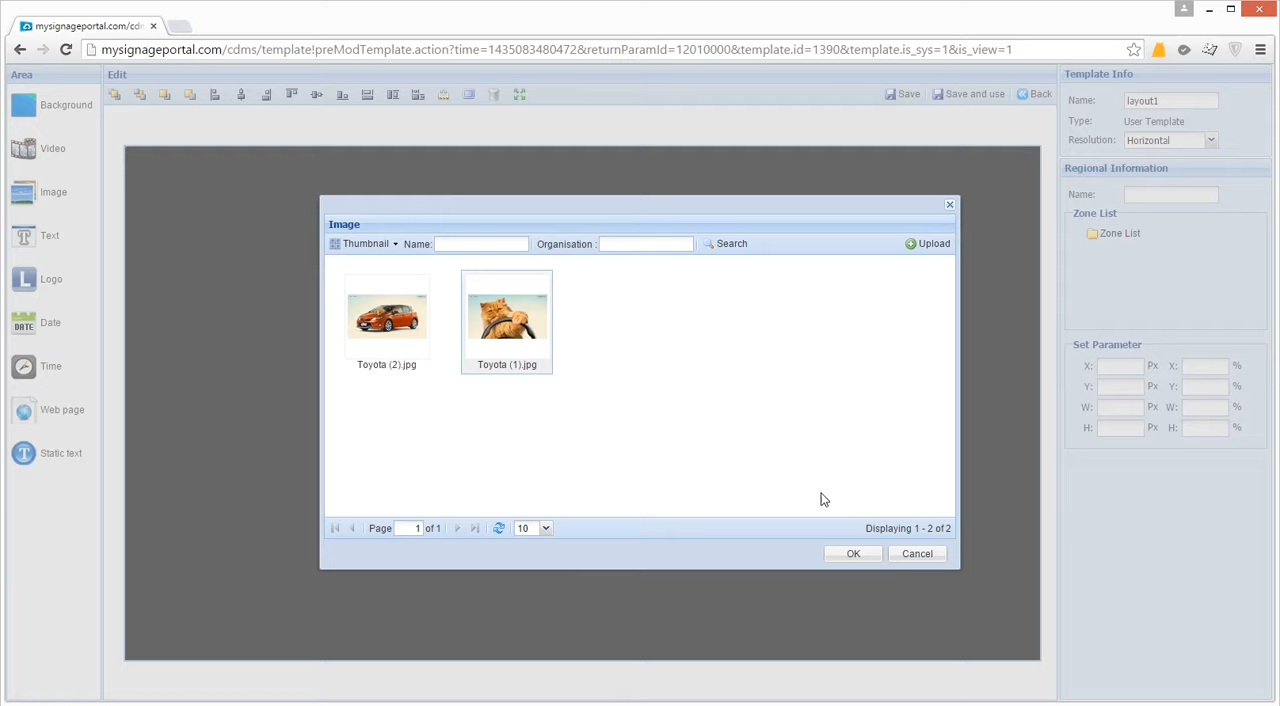 mysignageportal.com/cdm
mysignageportal.com/cdms/template!preModTemplate.action?time=1435083480472&returnParamId=12010000&template.id=1390&template.is_sys=1&is_view=1
Area
Edit
Template Info
Background
Video
Image
Text
Logo
DATE Date
Time
Web page
Static text
Save
Save and use
Back
Name: layout1
Type: User Template
Resolution: Horizontal
Regional Information
Name:
Zone List
Zone List
Set Parameter
X: Px X: %
Y: Px Y: %
W: Px W: %
H: Px H: %
Image
Thumbnail Name: Organisation : Search Upload
Toyota (2).jpg
Toyota (1).jpg
Page 1 of 1 10 Displaying 1 - 2 of 2
OK Cancel